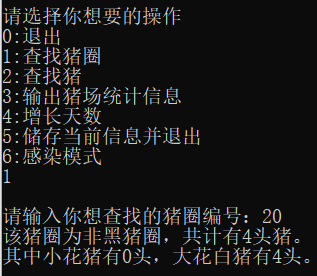 请选择你想要的操作
0:退出
1:查找猪圈
2:查找猪
3:输出猪场统计信息
4:增长天数
5:储存当前信息并退出
6:感染模式
1
请输入你想查找的猪圈编号：20
该猪圈为非黑猪圈，共计有4头猪。
其中小花猪有0头，大花白猪有4头。